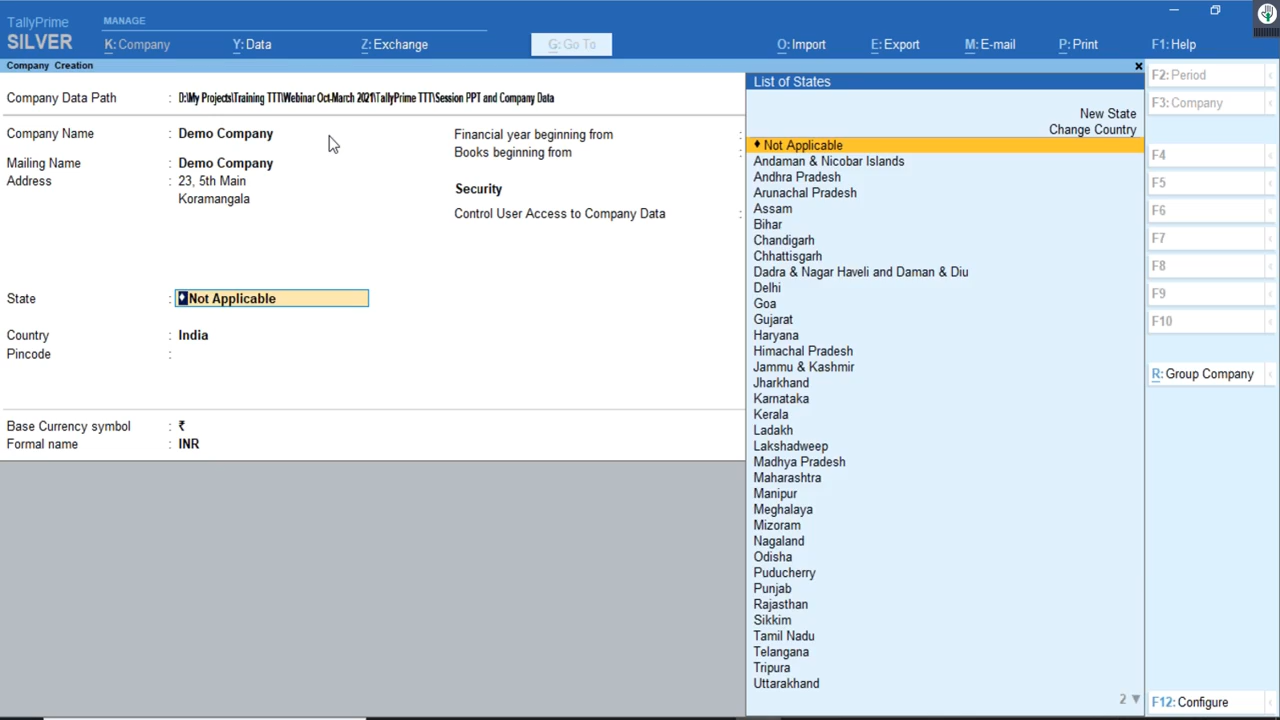 TallyPrime
SILVER
MANAGE
K: Company
Y: Data
Z: Exchange
G: Go To
O: Import
E: Export
M: E-mail
P: Print
F1: Help
Company Creation
Company Data Path : D:\My Projects\Training TTT\Webinar Oct-March 2021\TallyPrime TTT\Session PPT and Company Data
Company Name : Demo Company
Mailing Name : Demo Company
Address : 23, 5th Main
Koramangala
State : ♦ Not Applicable
Country : India
Pincode :
Base Currency symbol : ₹
Formal name : INR
Financial year beginning from :
Books beginning from :
Security
Control User Access to Company Data :
List of States
New State
Change Country
♦ Not Applicable
Andaman & Nicobar Islands
Andhra Pradesh
Arunachal Pradesh
Assam
Bihar
Chandigarh
Chhattisgarh
Dadra & Nagar Haveli and Daman & Diu
Delhi
Goa
Gujarat
Haryana
Himachal Pradesh
Jammu & Kashmir
Jharkhand
Karnataka
Kerala
Ladakh
Lakshadweep
Madhya Pradesh
Maharashtra
Manipur
Meghalaya
Mizoram
Nagaland
Odisha
Puducherry
Punjab
Rajasthan
Sikkim
Tamil Nadu
Telangana
Tripura
Uttarakhand
2 ▼
F2: Period
F3: Company
F4
F5
F6
F7
F8
F9
F10
R: Group Company
F12: Configure